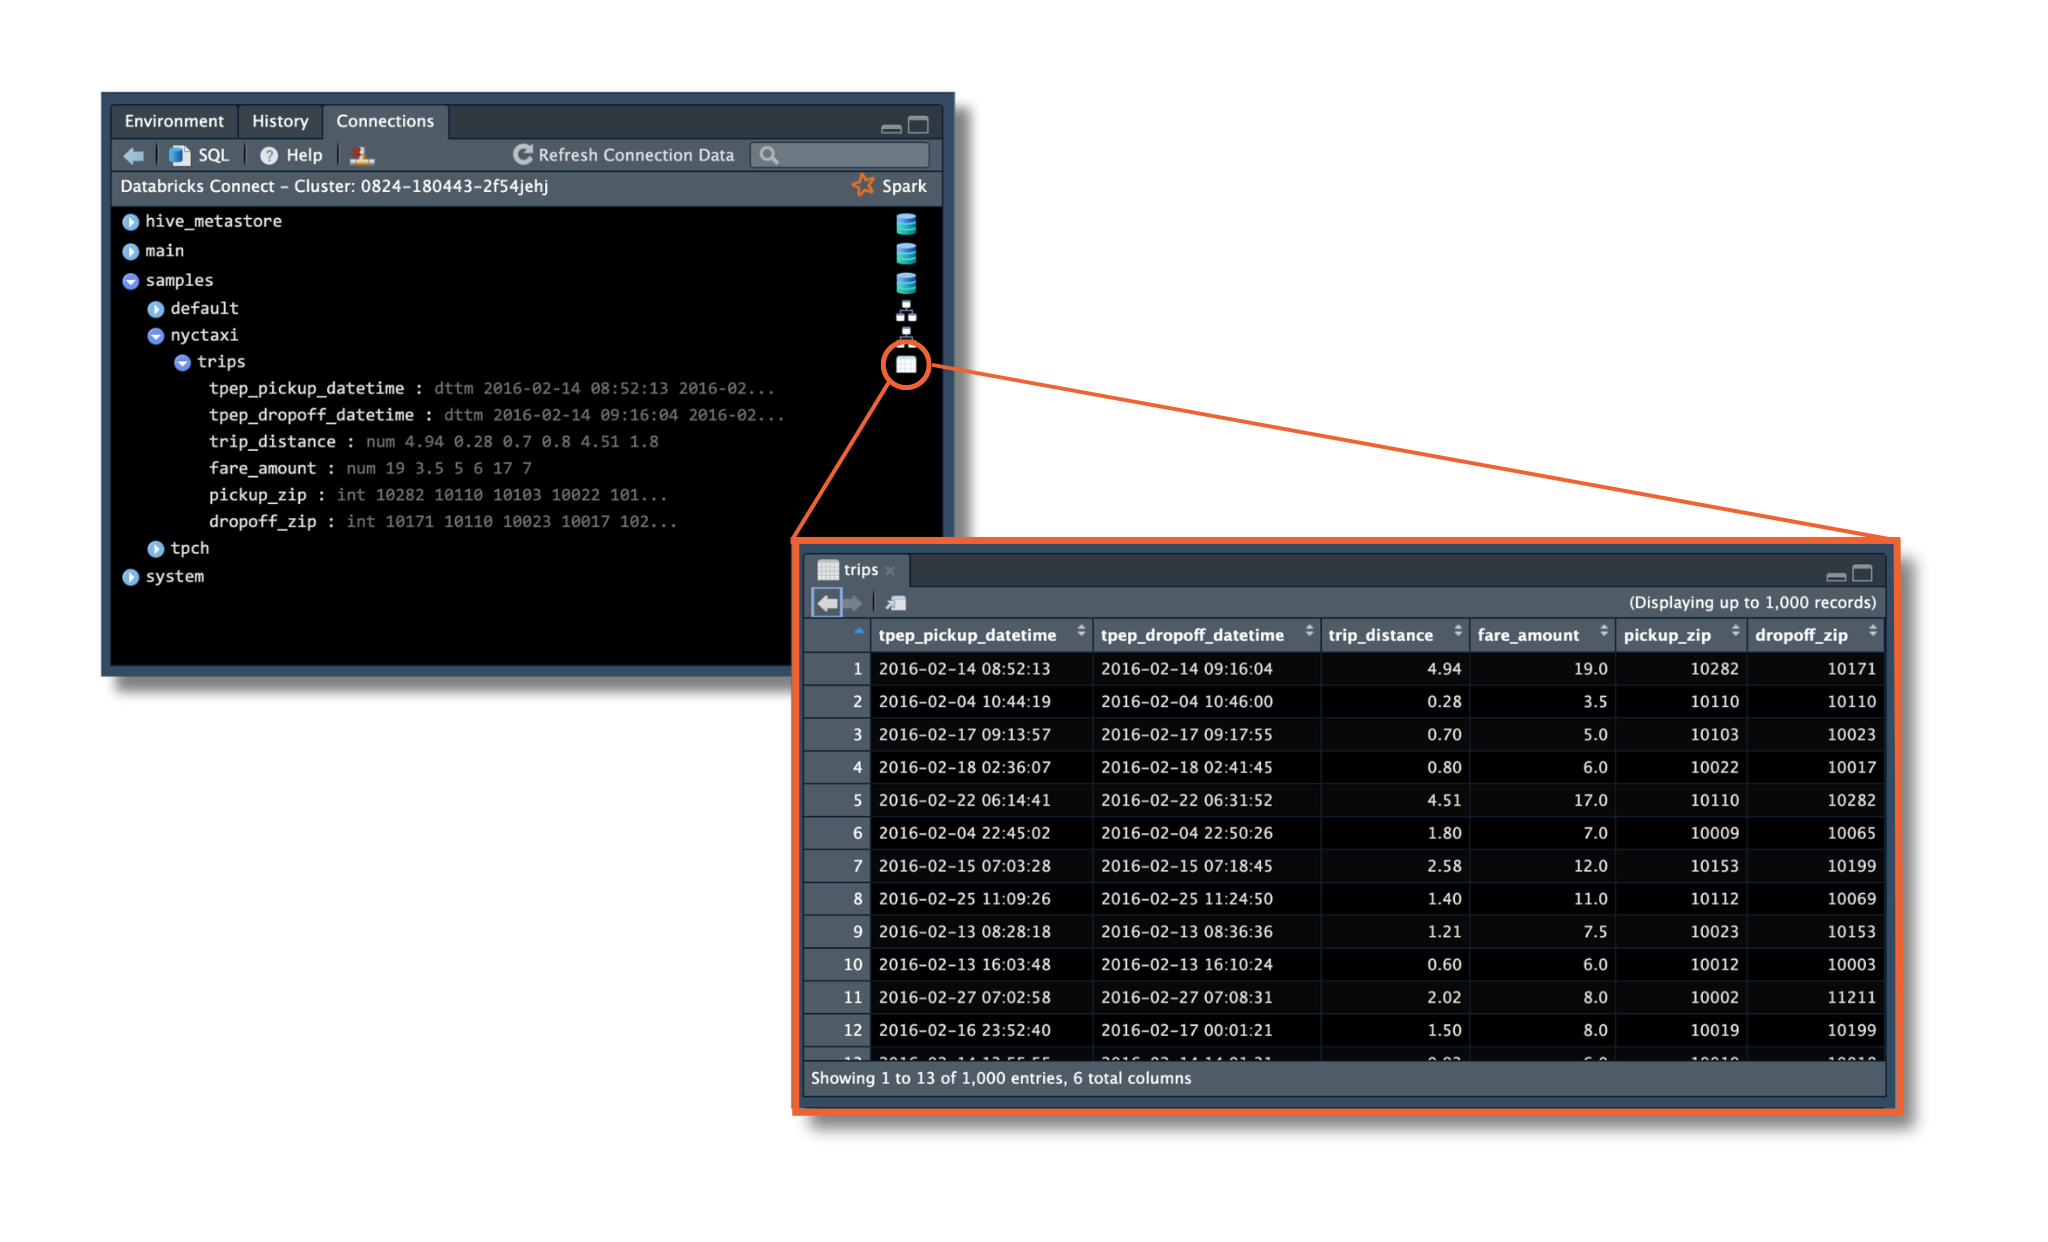 Environment History Connections
SQL Help Refresh Connection Data
Databricks Connect – Cluster: 0824-180443-2f54jehj Spark
hive_metastore
main
samples
default
nyctaxi
trips
tpep_pickup_datetime : dttm 2016-02-14 08:52:13 2016-02...
tpep_dropoff_datetime : dttm 2016-02-14 09:16:04 2016-02...
trip_distance : num 4.94 0.28 0.7 0.8 4.51 1.8
fare_amount : num 19 3.5 5 6 17 7
pickup_zip : int 10282 10110 10103 10022 101...
dropoff_zip : int 10171 10110 10023 10017 102...
tpch
system
trips
(Displaying up to 1,000 records)
tpep_pickup_datetime tpep_dropoff_datetime trip_distance fare_amount pickup_zip dropoff_zip
1 2016-02-14 08:52:13 2016-02-14 09:16:04 4.94 19.0 10282 10171
2 2016-02-04 10:44:19 2016-02-04 10:46:00 0.28 3.5 10110 10110
3 2016-02-17 09:13:57 2016-02-17 09:17:55 0.70 5.0 10103 10023
4 2016-02-18 02:36:07 2016-02-18 02:41:45 0.80 6.0 10022 10017
5 2016-02-22 06:14:41 2016-02-22 06:31:52 4.51 17.0 10110 10282
6 2016-02-04 22:45:02 2016-02-04 22:50:26 1.80 7.0 10009 10065
7 2016-02-15 07:03:28 2016-02-15 07:18:45 2.58 12.0 10153 10199
8 2016-02-25 11:09:26 2016-02-25 11:24:50 1.40 11.0 10112 10069
9 2016-02-13 08:28:18 2016-02-13 08:36:36 1.21 7.5 10023 10153
10 2016-02-13 16:03:48 2016-02-13 16:10:24 0.60 6.0 10012 10003
11 2016-02-27 07:02:58 2016-02-27 07:08:31 2.02 8.0 10002 11211
12 2016-02-16 23:52:40 2016-02-17 00:01:21 1.50 8.0 10019 10199
Showing 1 to 13 of 1,000 entries, 6 total columns